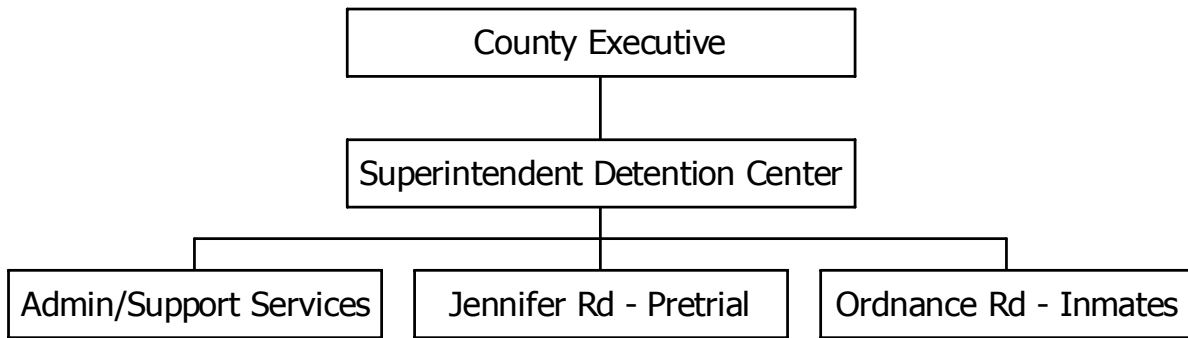 County Executive
Superintendent Detention Center
Admin/Support Services
Jennifer Rd - Pretrial
Ordnance Rd - Inmates